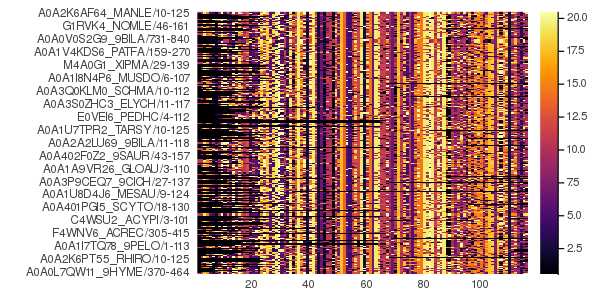 A0A2K6AF64_MANLE/10-125
G1RVK4_NOMLE/46-161
A0A0V0S2G9_9BILA/731-840
A0A1V4KDS6_PATFA/159-270
M4A0G1_XIPMA/29-139
A0A1I8N4P6_MUSDO/6-107
A0A3Q0KLM0_SCHMA/10-112
A0A3S0ZHC3_ELYCH/11-117
E0VEI6_PEDHC/4-112
A0A1U7TPR2_TARSY/10-125
A0A2A2LU69_9BILA/11-118
A0A402F0Z2_9SAUR/43-157
A0A1A9VR26_GLOAU/3-110
A0A3P9CEQ7_9CICH/27-137
A0A1U8D4J6_MESAU/9-124
A0A401PGI5_SCYTO/18-130
C4WSU2_ACYPI/3-101
F4WNV6_ACREC/305-415
A0A1I7TQ78_9PELO/1-113
A0A2K6PT55_RHIRO/10-125
A0A0L7QW11_9HYME/370-464
20 40 60 80 100
20.0
17.5
15.0
12.5
10.0
7.5
5.0
2.5